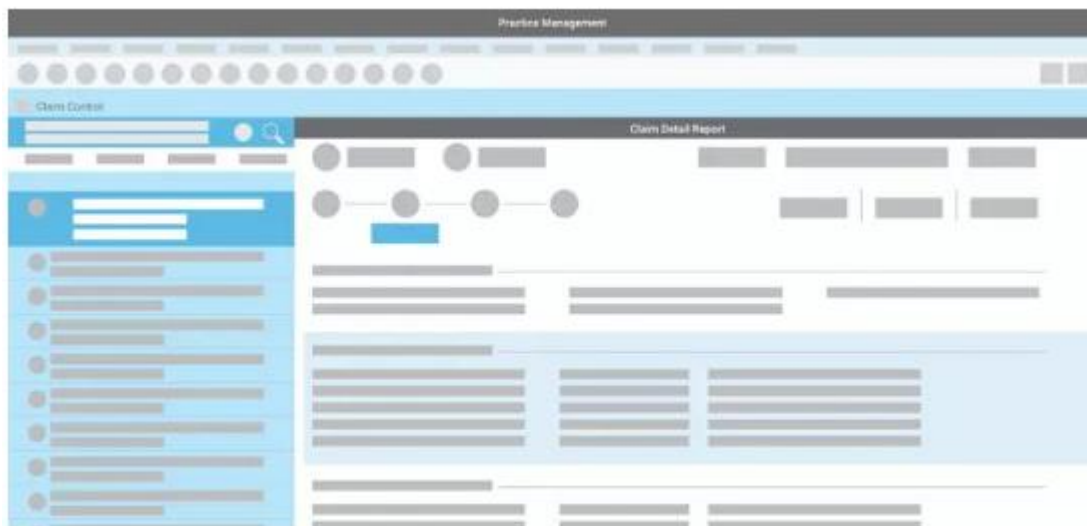 Practice Management
Claim Control
Claim Detail Report